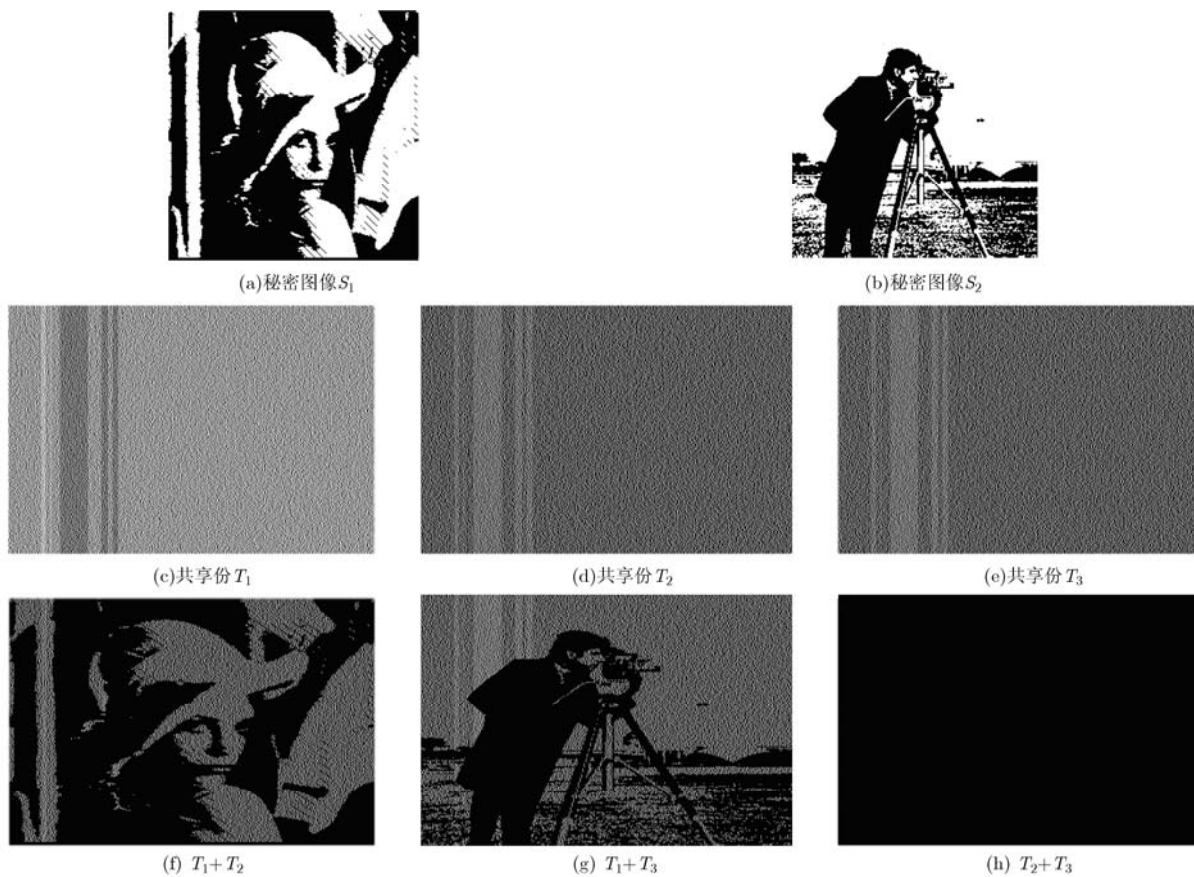 (a)秘密图像S₁
(b)秘密图像S₂
(c)共享份T₁
(d)共享份T₂
(e)共享份T₃
(f) T₁+T₂
(g) T₁+T₃
(h) T₂+T₃